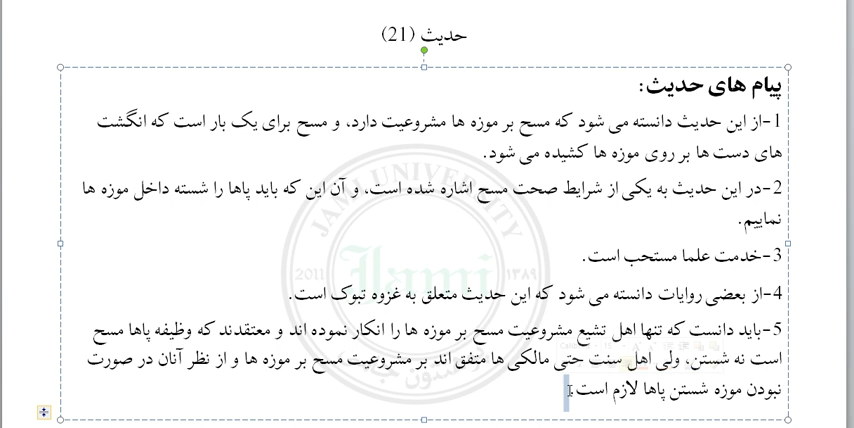 حدیث (21)
پیام های حدیث:
1-از این حدیث دانسته می شود که مسح بر موزه ها مشروعیت دارد، و مسح برای یک بار است که انگشت
های دست ها بر روی موزه ها کشیده می شود.
2-در این حدیث به یکی از شرایط صحت مسح اشاره شده است، و آن این که باید پاها را شسته داخل موزه ها
نماییم.
JAMI UNIVERSITY
2011 Jami ۱۳۸۹
3-خدمت علما مستحب است.
4-از بعضی روایات دانسته می شود که این حدیث متعلق به غزوه تبوک است.
5-باید دانست که تنها اهل تشیع مشروعیت مسح بر موزه ها را انکار نموده اند و معتقدند که وظیفه پاها مسح
است نه شستن، ولی اهل سنت حتی مالکی ها متفق اند بر مشروعیت مسح بر موزه ها و از نظر آنان در صورت
نبودن موزه شستن پاها لازم است.